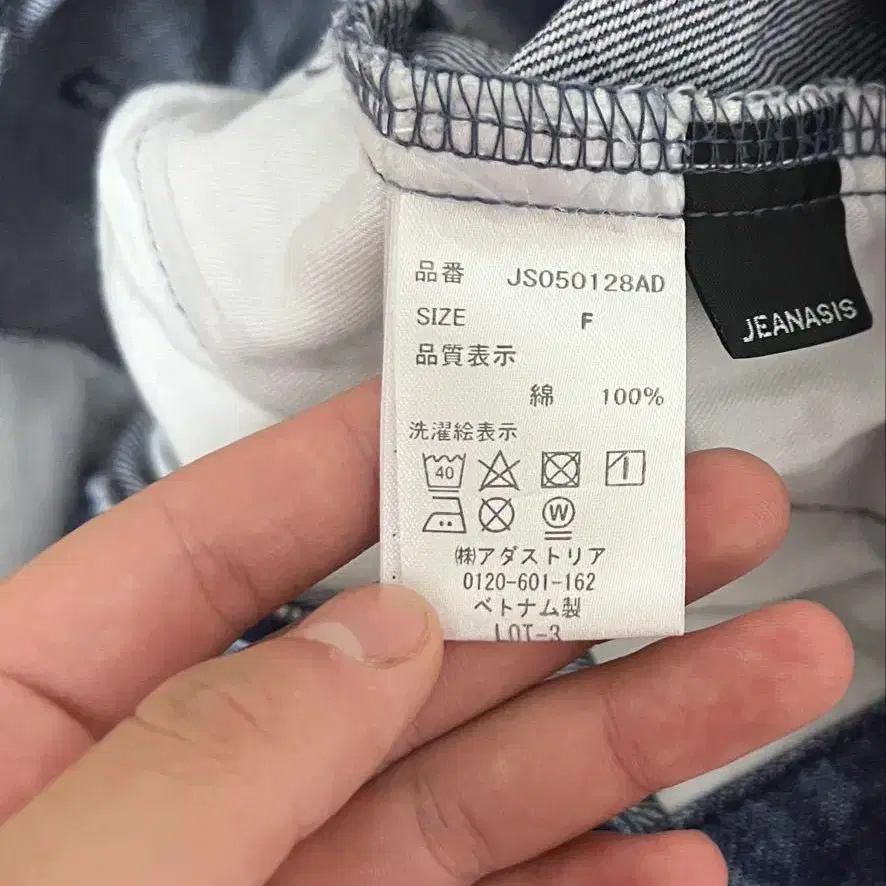 品番 JS050128AD
SIZE F
品質表示
綿 100%
洗濯絵表示
40
W
㈱アダストリア
0120-601-162
ベトナム製
LOT-3
JEANASIS